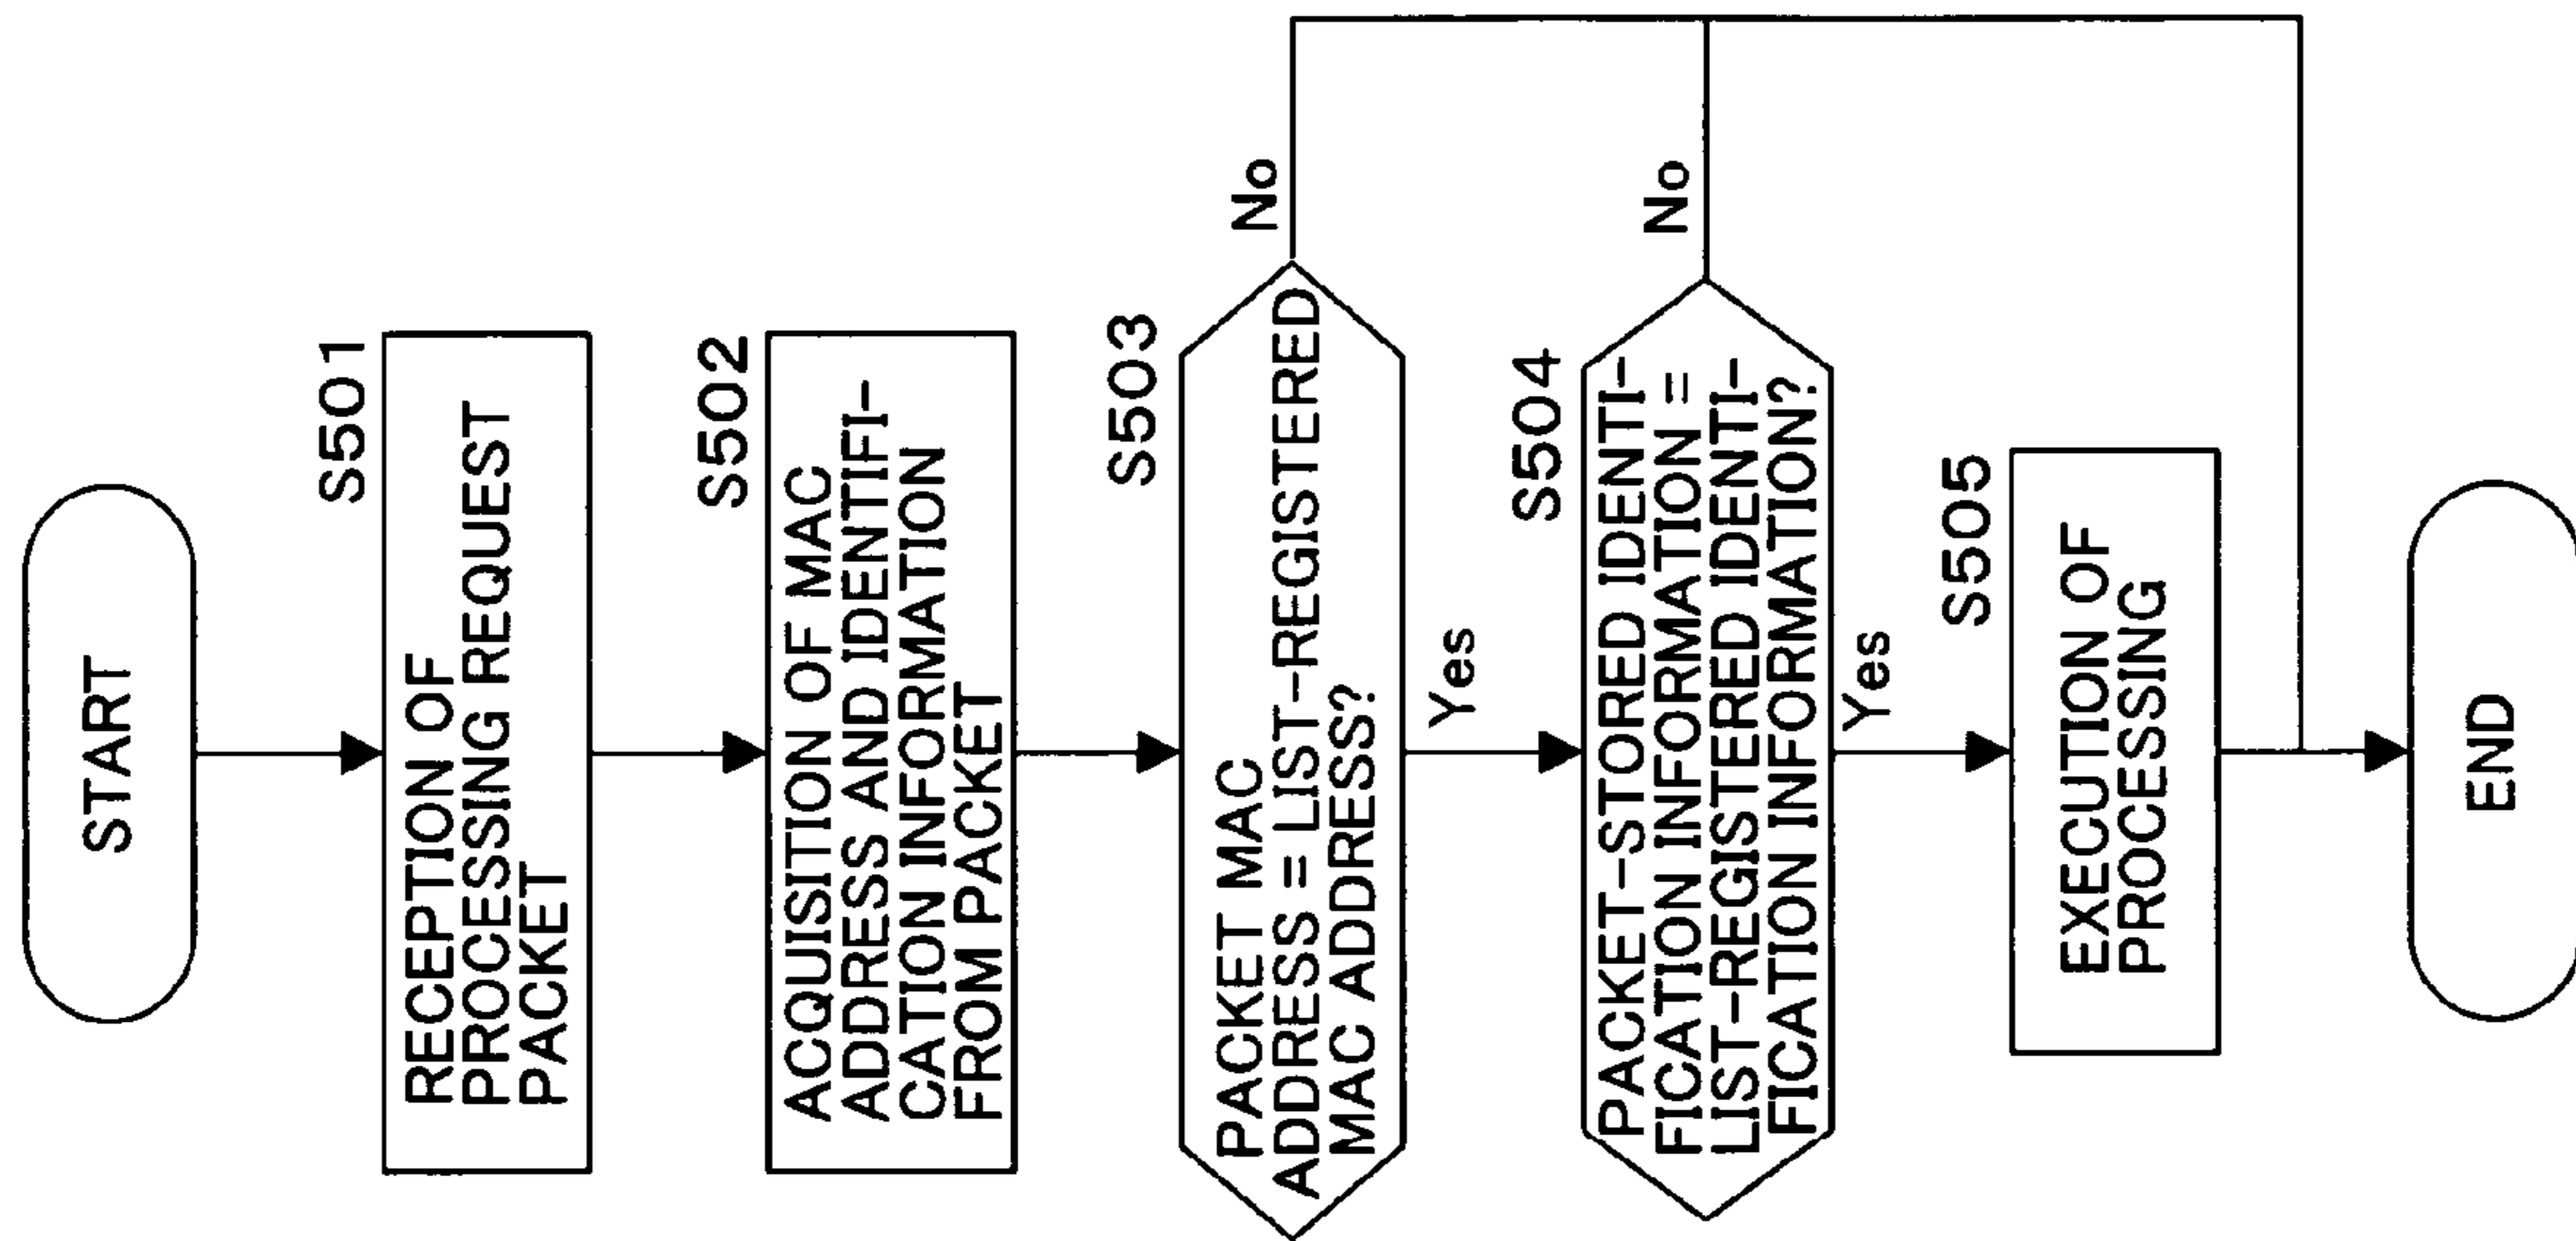 START
S501
RECEPTION OF
PROCESSING REQUEST
PACKET
S502
ACQUISITION OF MAC
ADDRESS AND IDENTIFI-
CATION INFORMATION
FROM PACKET
S503
PACKET MAC
ADDRESS = LIST-REGISTERED
MAC ADDRESS?
No
Yes
S504
PACKET-STORED IDENTI-
FICATION INFORMATION =
LIST-REGISTERED IDENTI-
FICATION INFORMATION?
No
Yes
S505
EXECUTION OF
PROCESSING
END